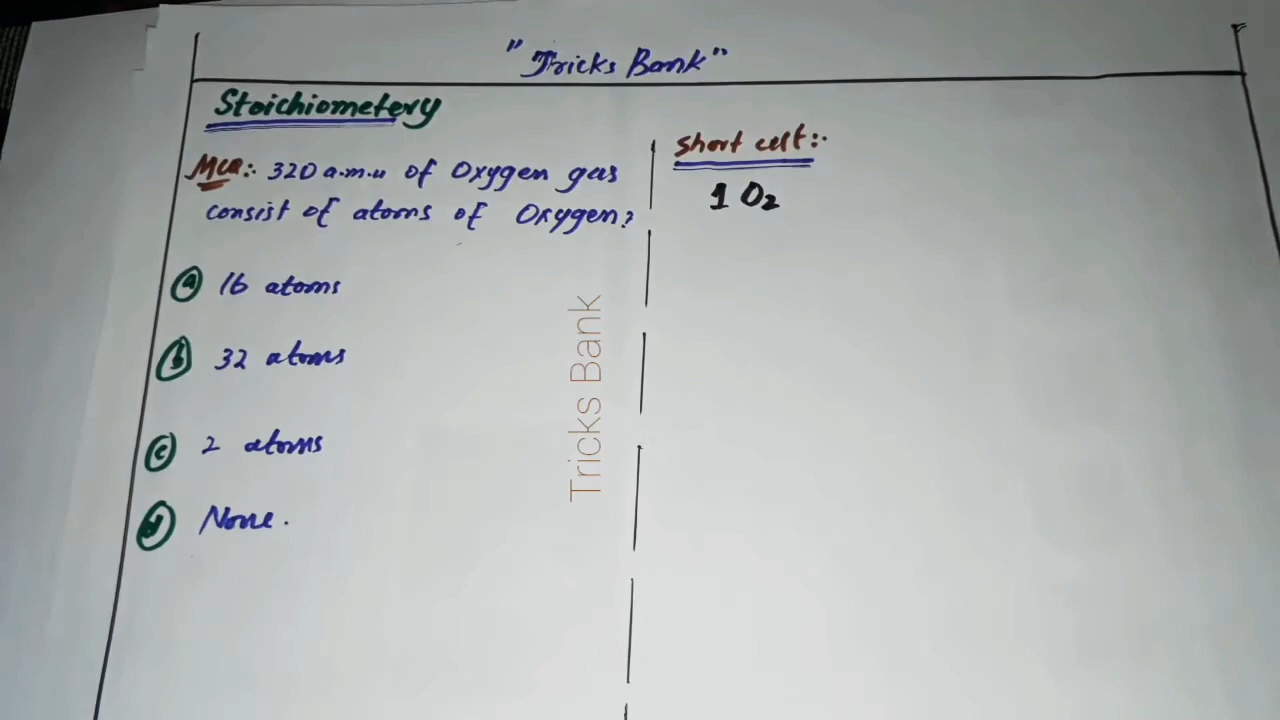 "Tricks Bank"
Stoichiometery
MCQ:- 320 a.m.u of Oxygen gas
consist of atoms of Oxygen?
(a) 16 atoms
(b) 32 atoms
(c) 2 atoms
(d) None.
Short cut:-
1 O2
Tricks Bank